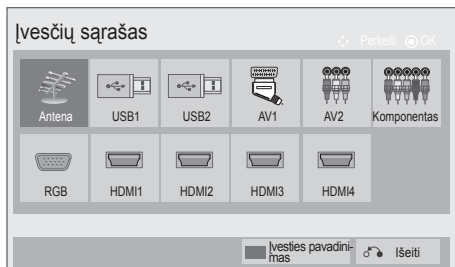 Įvesčių sąrašas
Perkelti OK
Antena USB1 USB2 AV1 AV2 Komponentas
RGB HDMI1 HDMI2 HDMI3 HDMI4
Įvesties pavadini-
mas
Išeiti